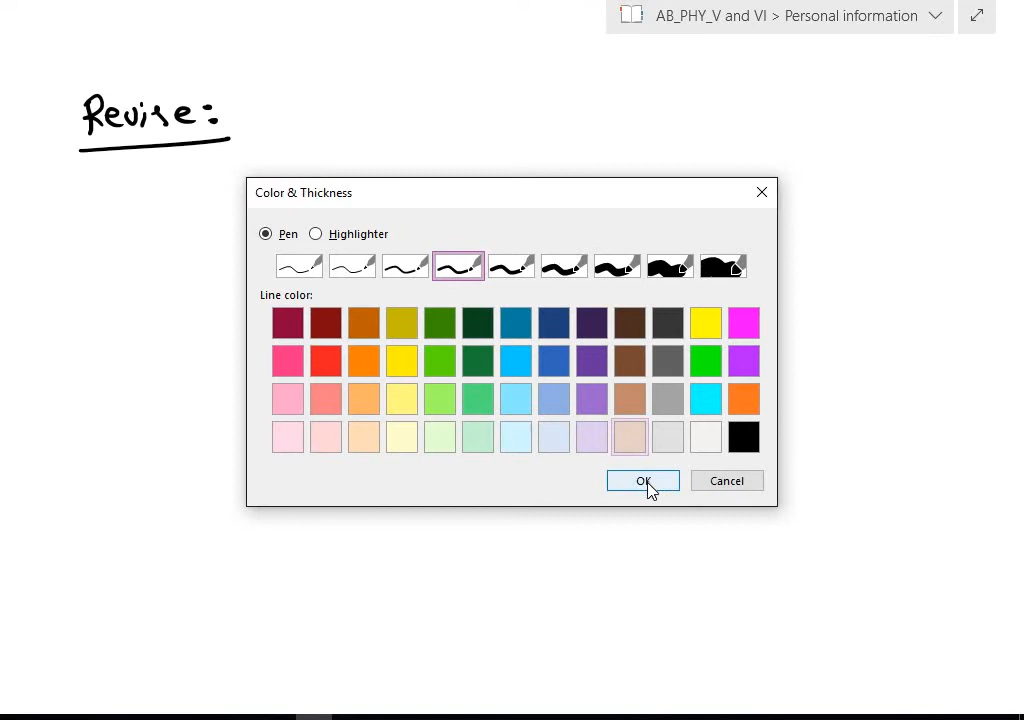 AB_PHY_V and VI > Personal information
Revise:
Color & Thickness
Pen
Highlighter
Line color:
OK
Cancel